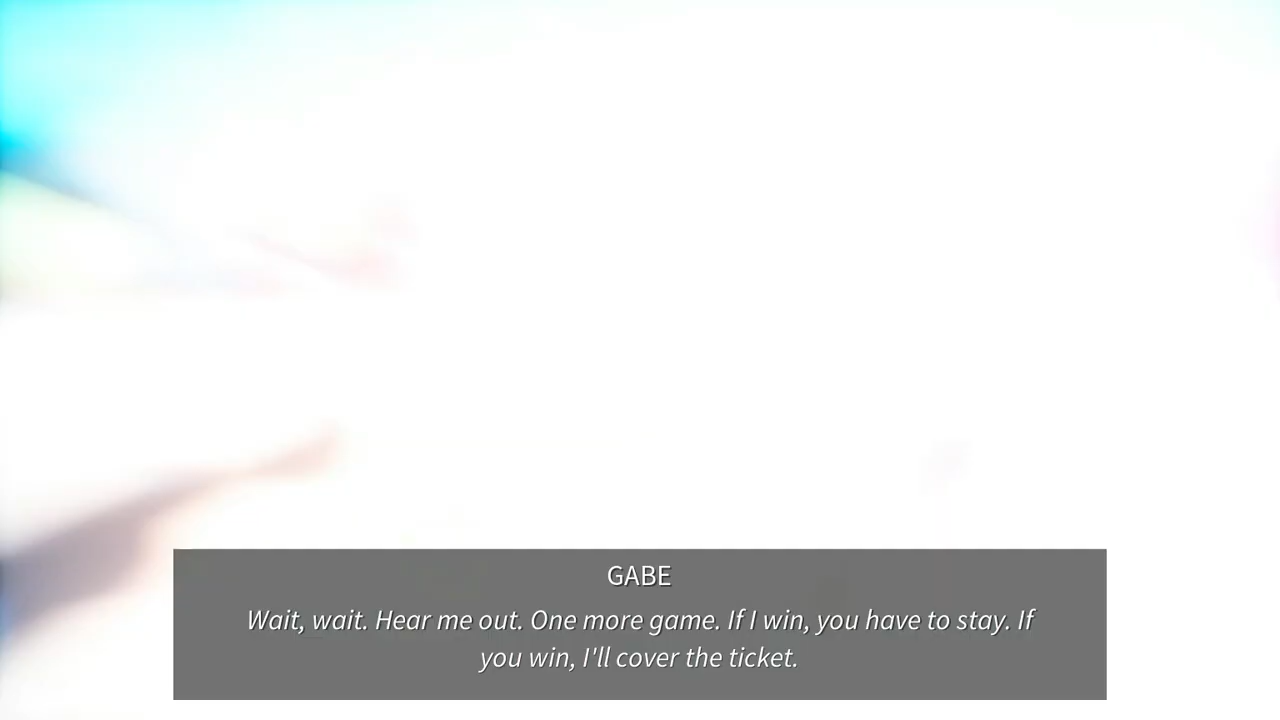 GABE
Wait, wait. Hear me out. One more game. If I win, you have to stay. If
you win, I'll cover the ticket.